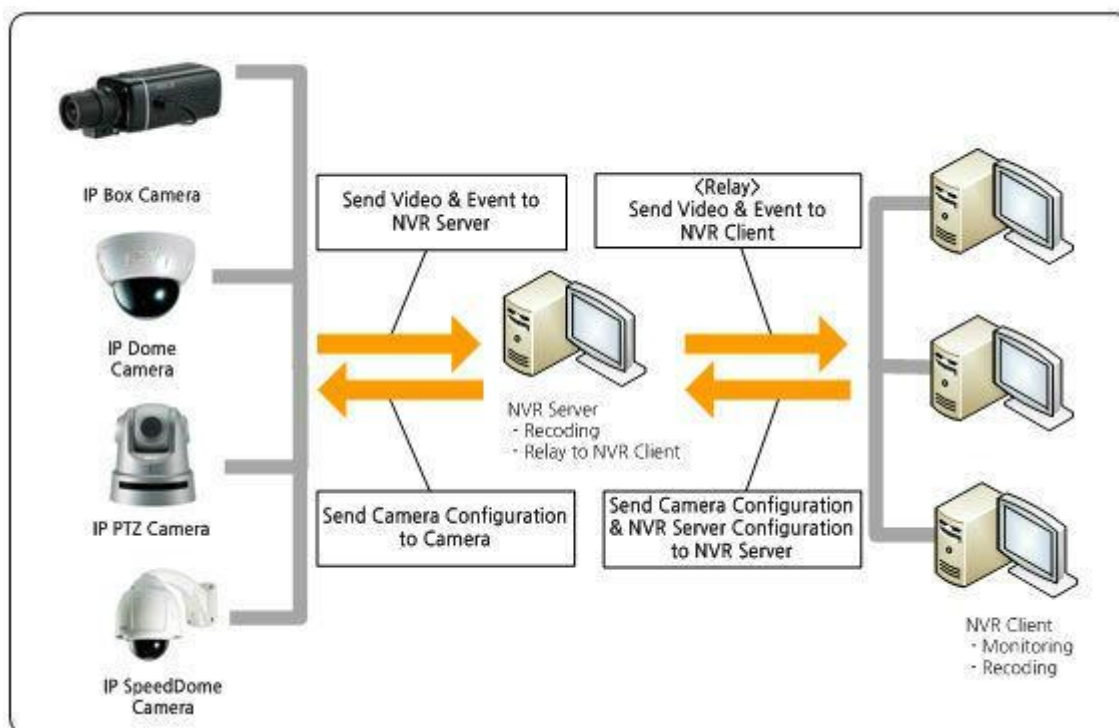 IP Box Camera
IP Dome
Camera
IP PTZ Camera
IP SpeedDome
Camera
Send Video & Event to
NVR Server
Send Camera Configuration
to Camera
NVR Server
- Recoding
- Relay to NVR Client
<Relay>
Send Video & Event to
NVR Client
Send Camera Configuration
& NVR Server Configuration
to NVR Server
NVR Client
- Monitoring
- Recoding